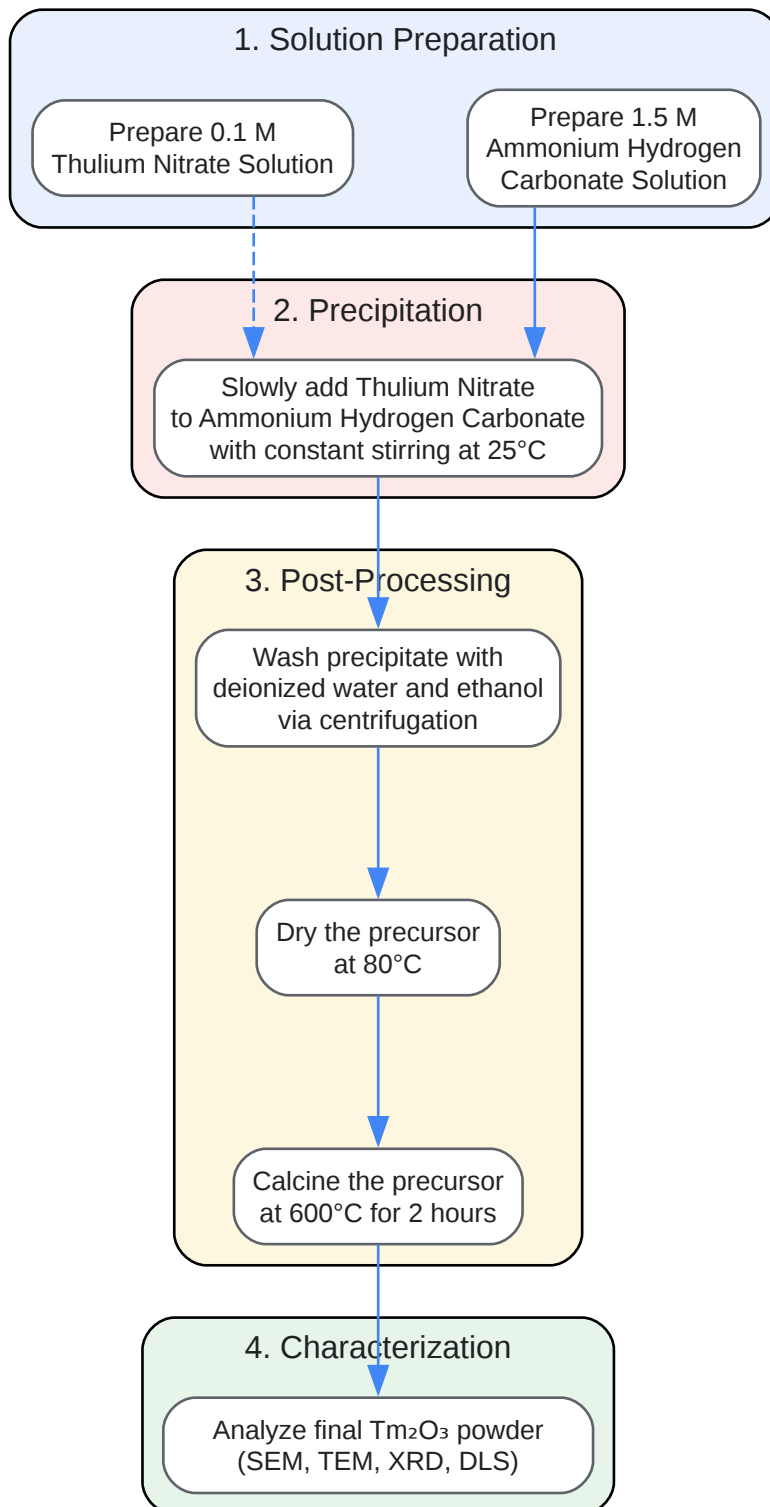 1. Solution Preparation
Prepare 0.1 M
Thulium Nitrate Solution
Prepare 1.5 M
Ammonium Hydrogen
Carbonate Solution
2. Precipitation
Slowly add Thulium Nitrate
to Ammonium Hydrogen Carbonate
with constant stirring at 25°C
3. Post-Processing
Wash precipitate with
deionized water and ethanol
via centrifugation
Dry the precursor
at 80°C
Calcine the precursor
at 600°C for 2 hours
4. Characterization
Analyze final Tm₂O₃ powder
(SEM, TEM, XRD, DLS)